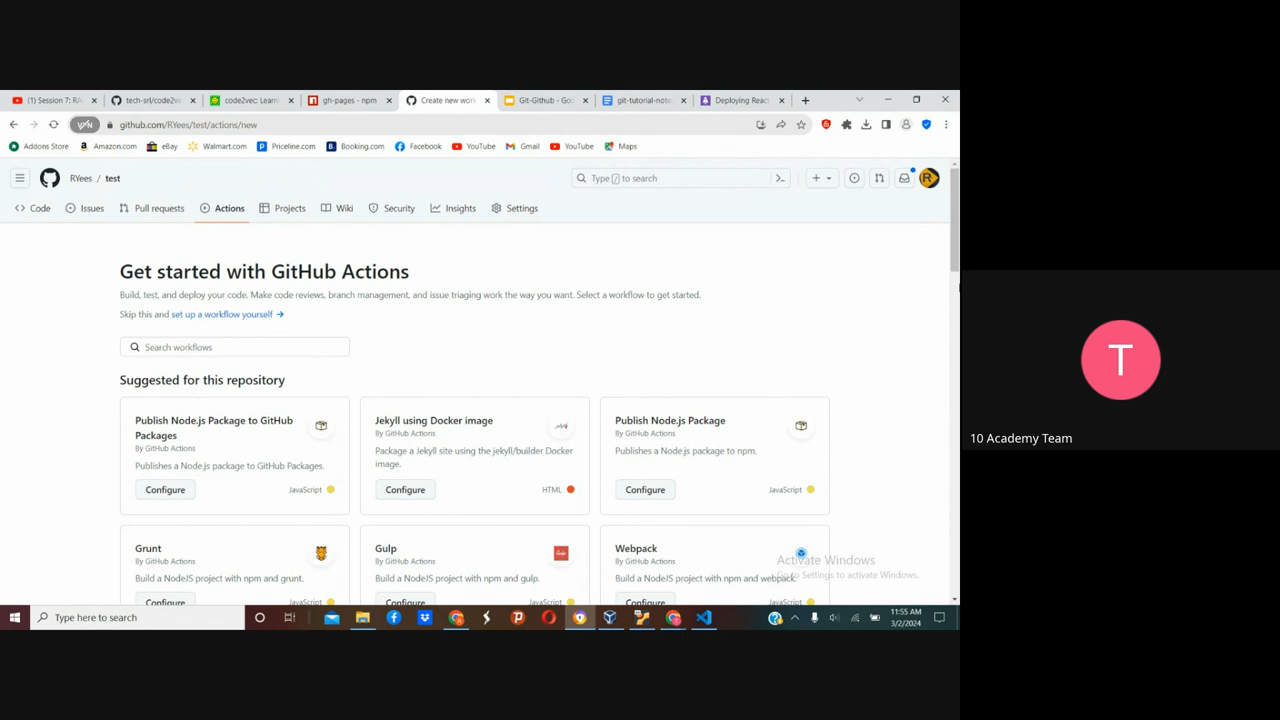 (1) Session 7: RA
tech-srl/code2ve
code2vec: Learn
gh-pages - npm
Create new wor
Git-Github - Goo
git-tutorial-note
Deploying React
github.com/RYees/test/actions/new
Addons Store
Amazon.com
eBay
Walmart.com
Priceline.com
Booking.com
Facebook
YouTube
Gmail
YouTube
Maps
RYees / test
Type / to search
Code
Issues
Pull requests
Actions
Projects
Wiki
Security
Insights
Settings
Get started with GitHub Actions
Build, test, and deploy your code. Make code reviews, branch management, and issue triaging work the way you want. Select a workflow to get started.
Skip this and set up a workflow yourself →
Search workflows
Suggested for this repository
Publish Node.js Package to GitHub
Packages
By GitHub Actions
Publishes a Node.js package to GitHub Packages.
Configure
JavaScript
Jekyll using Docker image
By GitHub Actions
Package a Jekyll site using the jekyll/builder Docker
image.
Configure
HTML
Publish Node.js Package
By GitHub Actions
Publishes a Node.js package to npm.
Configure
JavaScript
Grunt
By GitHub Actions
Build a NodeJS project with npm and grunt.
Configure
JavaScript
Gulp
By GitHub Actions
Build a NodeJS project with npm and gulp.
Configure
JavaScript
Webpack
By GitHub Actions
Build a NodeJS project with npm and webpack.
Configure
JavaScript
Activate Windows
Go to Settings to activate Windows.
Type here to search
11:55 AM
3/2/2024
T
10 Academy Team